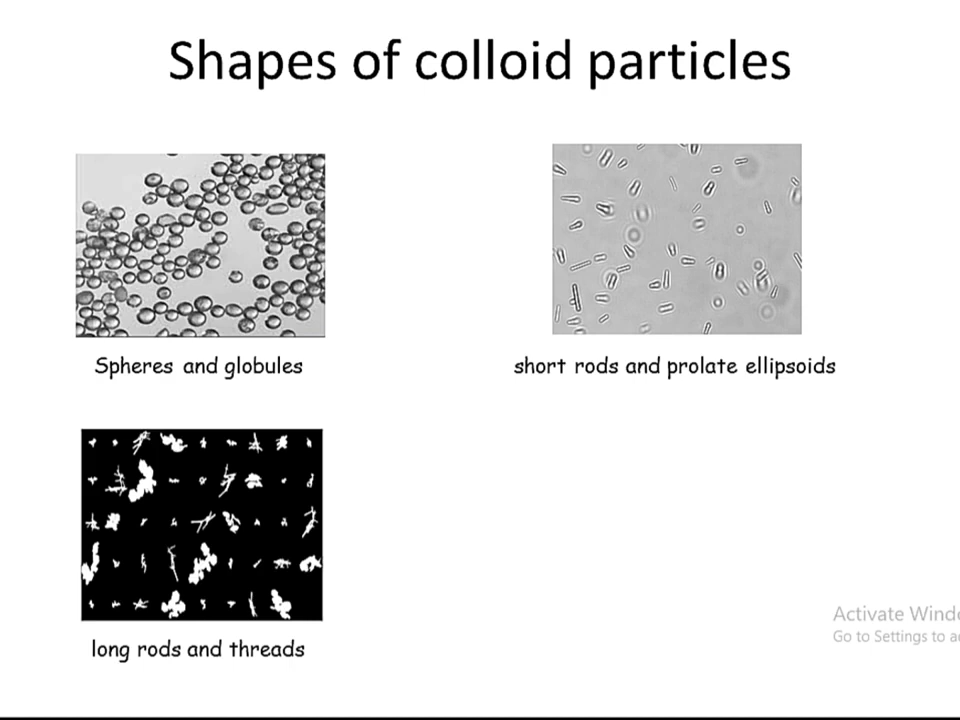 Shapes of colloid particles
Spheres and globules
short rods and prolate ellipsoids
long rods and threads
Activate Windo
Go to Settings to a